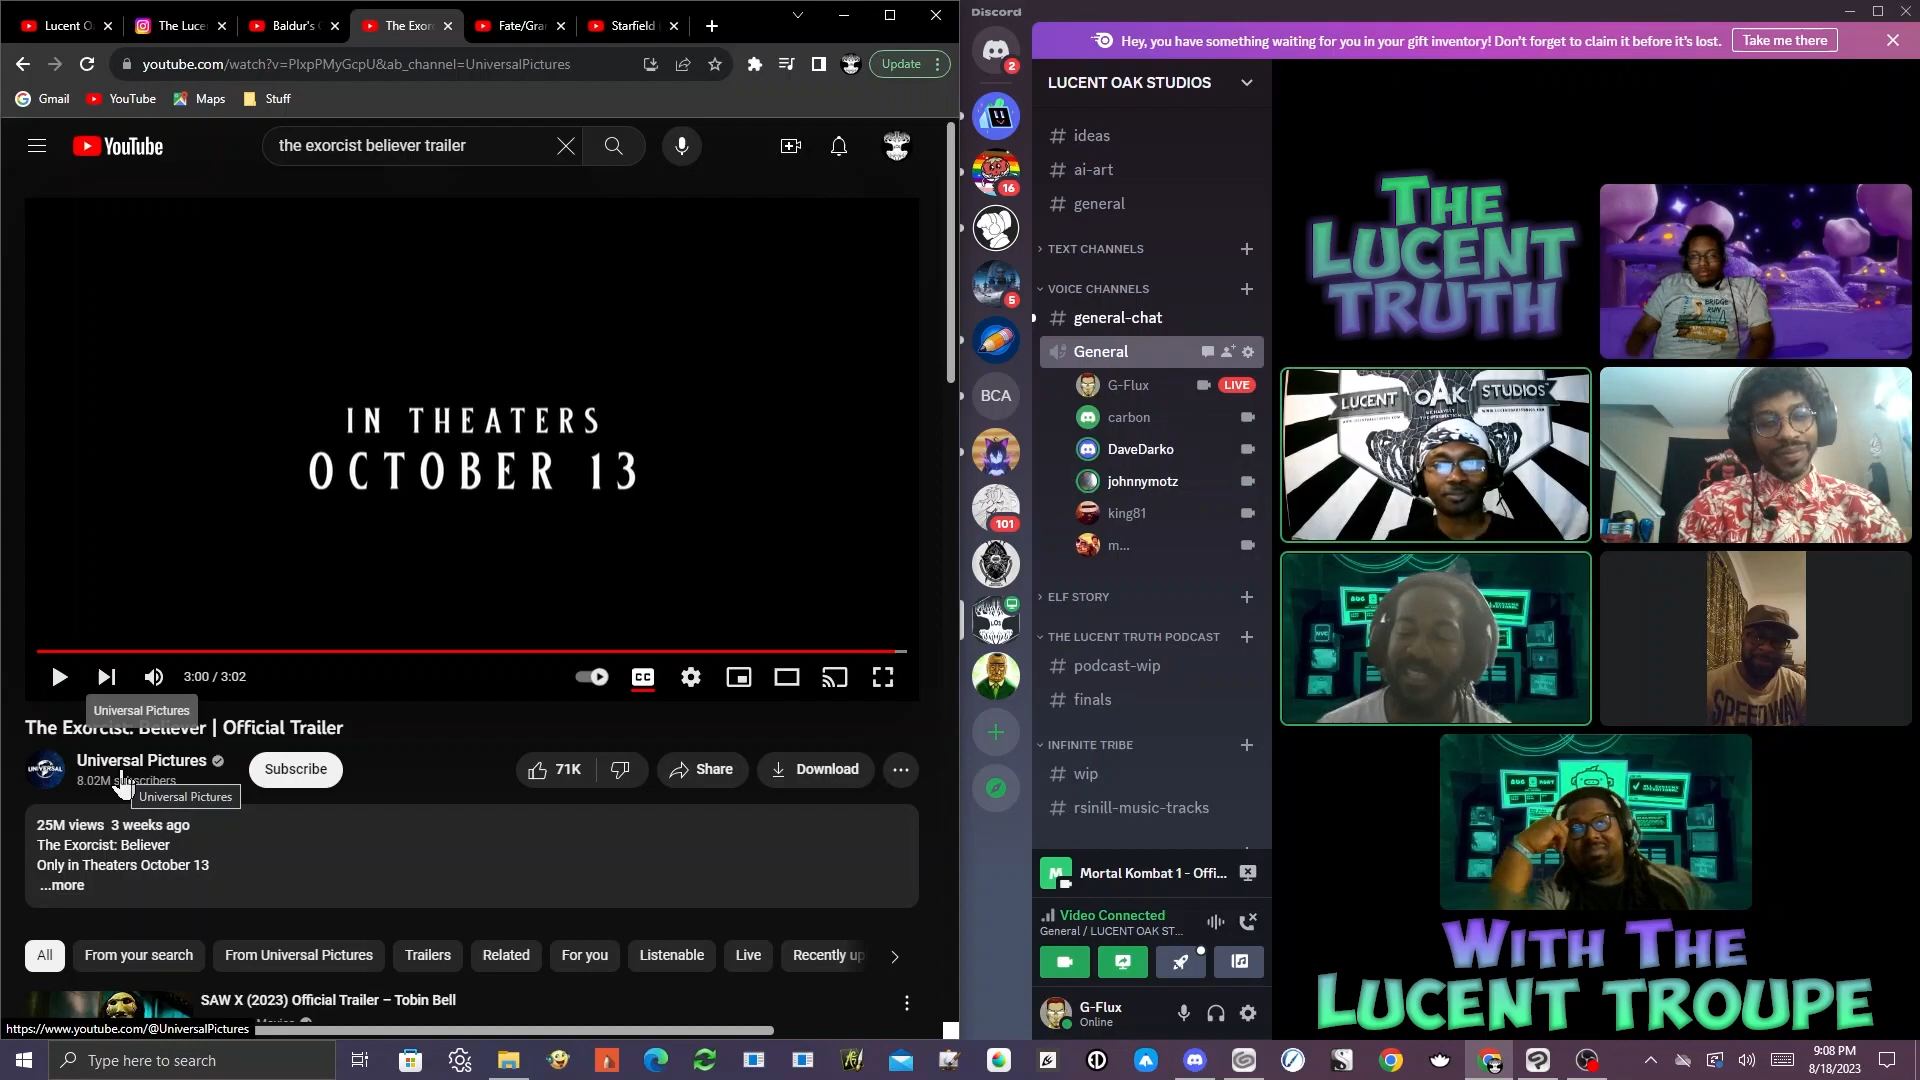 Lucent O
The Lucer
Baldur's
The Exor
Fate/Gra
Starfield
youtube.com/watch?v=PIxpPMyGcpU&ab_channel=UniversalPictures
Update
Gmail
YouTube
Maps
Stuff
YouTube
the exorcist believer trailer
IN THEATERS
OCTOBER 13
3:00 / 3:02
CC
Universal Pictures
The Exorcist: Believer | Official Trailer
UNIVERSAL
Universal Pictures
8.02M subscribers
Universal Pictures
Subscribe
71K
Share
Download
25M views 3 weeks ago
The Exorcist: Believer
Only in Theaters October 13
...more
All
From your search
From Universal Pictures
Trailers
Related
For you
Listenable
Live
Recently up
SAW X (2023) Official Trailer – Tobin Bell
https://www.youtube.com/@UniversalPictures
Discord
Hey, you have something waiting for you in your gift inventory! Don't forget to claim it before it's lost.
Take me there
2
16
5
BCA
101
LOS
LUCENT OAK STUDIOS
# ideas
# ai-art
# general
TEXT CHANNELS
VOICE CHANNELS
# general-chat
General
G-Flux
LIVE
carbon
DaveDarko
johnnymotz
king81
m...
ELF STORY
THE LUCENT TRUTH PODCAST
# podcast-wip
# finals
INFINITE TRIBE
# wip
# rsinill-music-tracks
M
Mortal Kombat 1 - Offi...
Video Connected
General / LUCENT OAK ST...
G-Flux
Online
THE
LUCENT
TRUTH
BRIDGE
RUN
LUCENT OAK STUDIOS
SPEEDWAY
WITH THE
LUCENT TROUPE
Type here to search
9:08 PM
8/18/2023